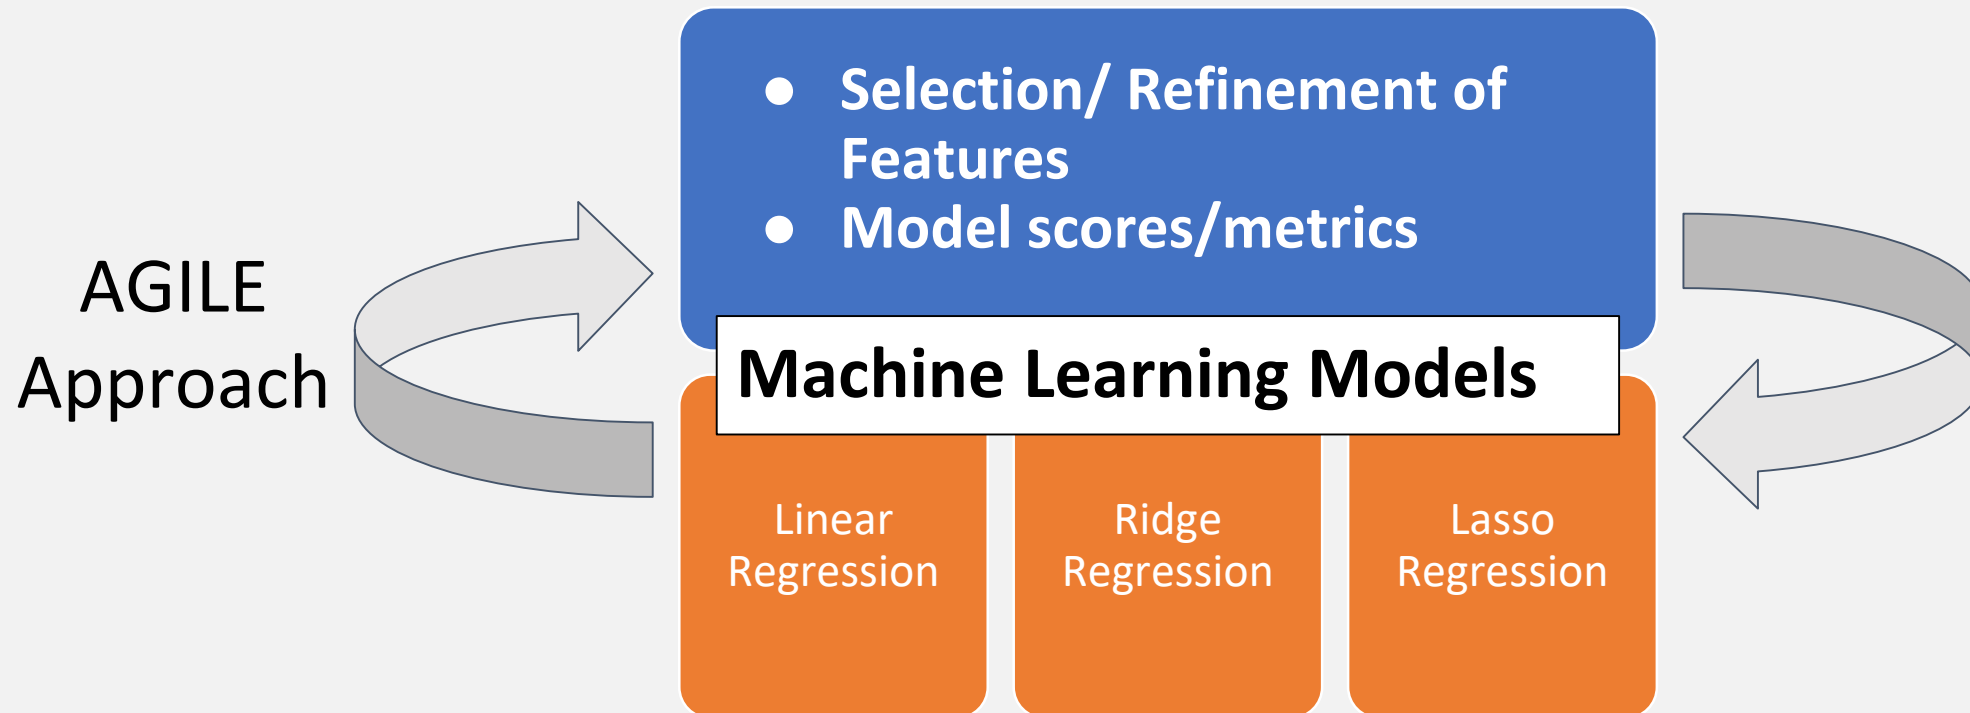 AGILE
Approach
● Selection/ Refinement of
Features
● Model scores/metrics
Machine Learning Models
Linear
Regression
Ridge
Regression
Lasso
Regression